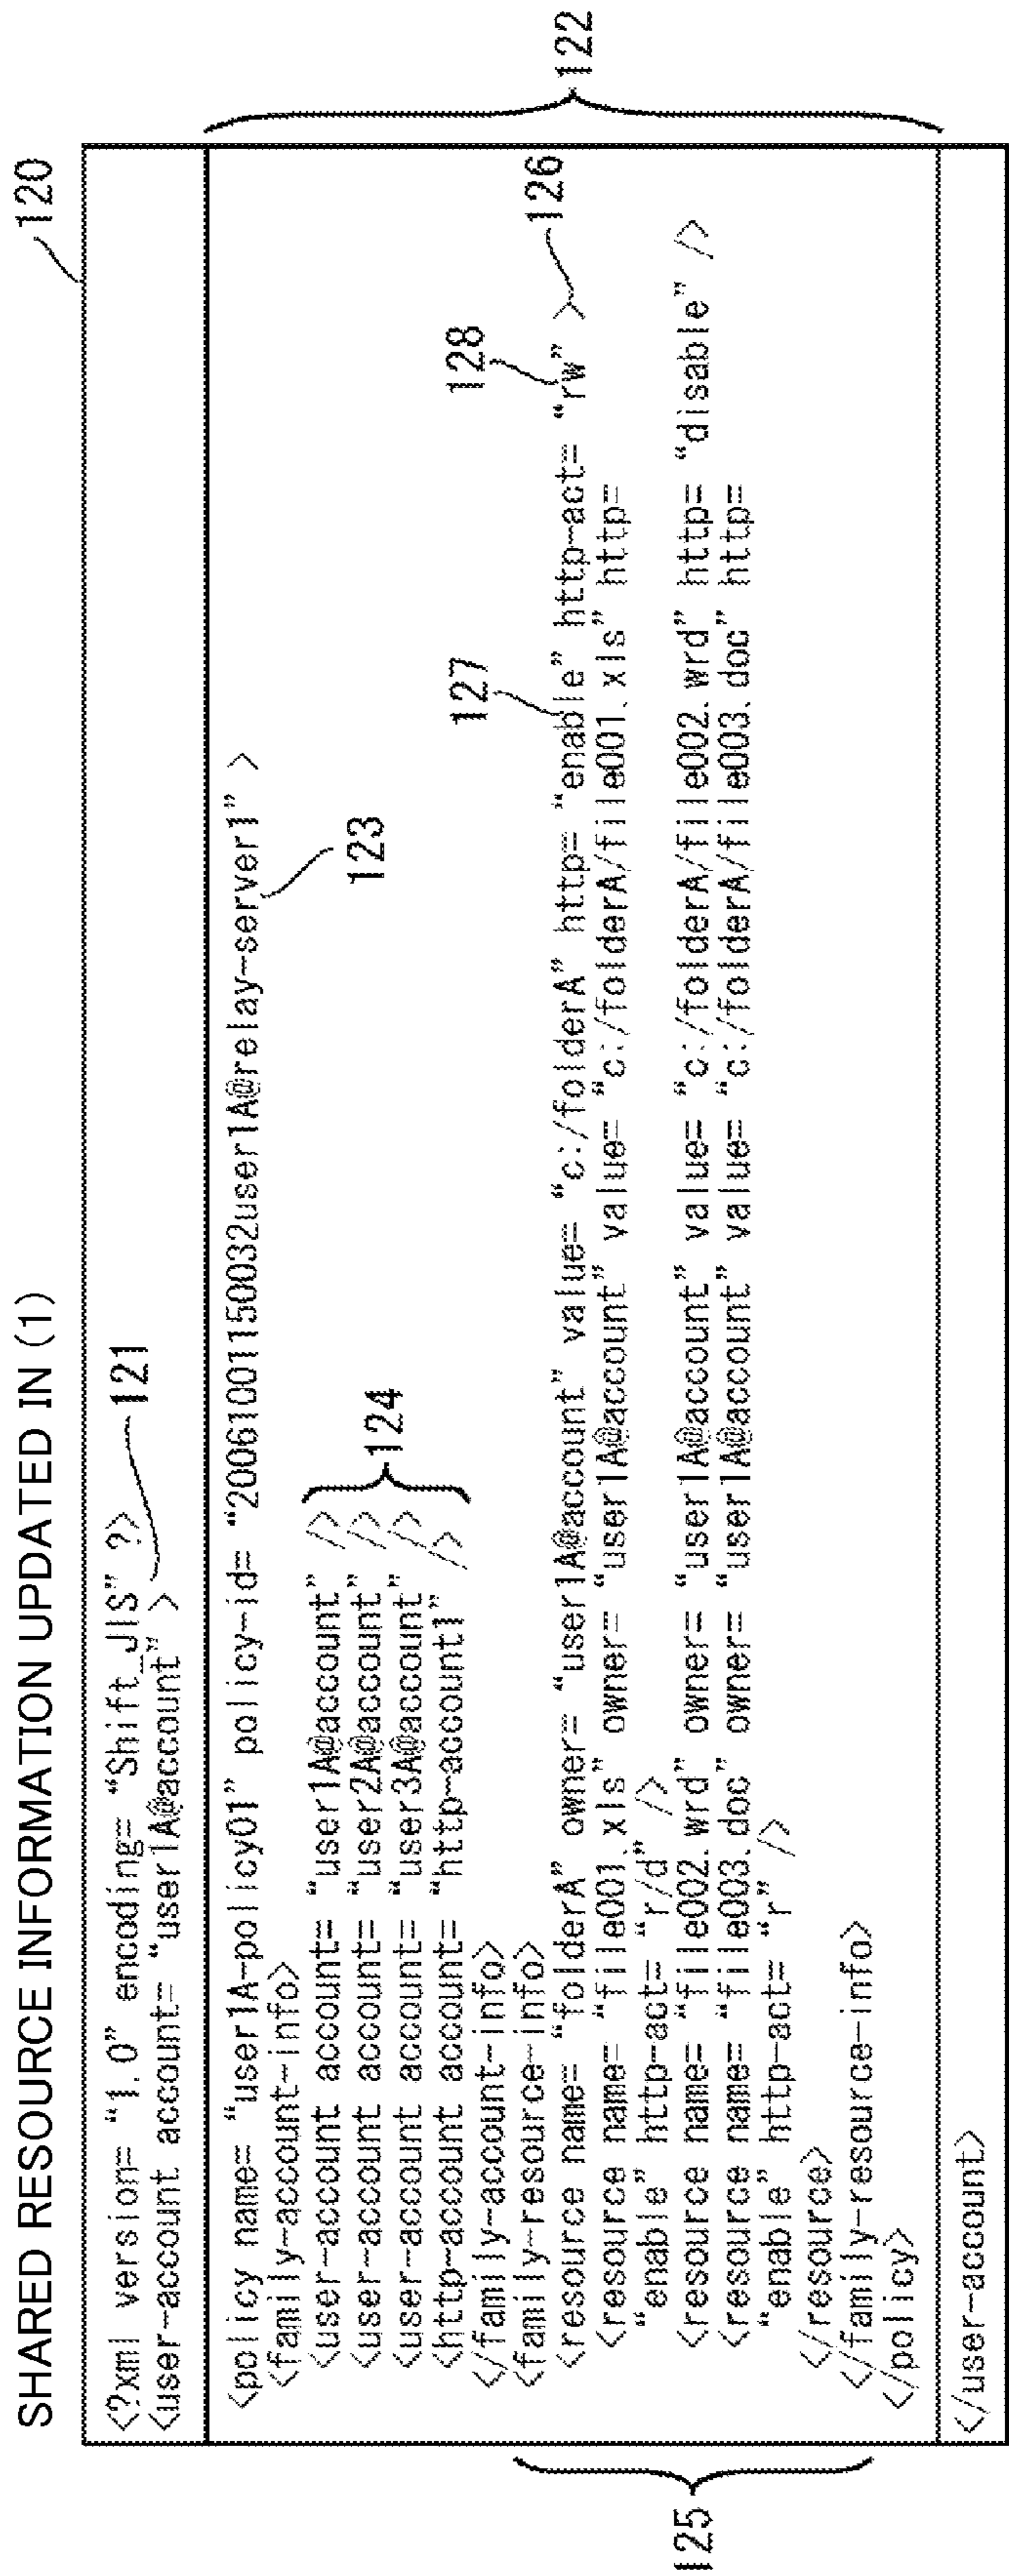 SHARED RESOURCE INFORMATION UPDATED IN (1)
120
<?xml version= “1.0” encoding= “Shift_JIS” ?>
<user-account account= “user1A@account” >
121
122
<policy name= “user1A-policy01” policy-id= “20061001150032user1A@relay-server1” >
123
<family-account-info>
<user-account account= “user1A@account” />
<user-account account= “user2A@account” />
<user-account account= “user3A@account” />
<http-account account= “http-account1” />
124
</family-account-info>
<family-resource-info>
127
128
126
<resource name= “folderA” owner= “user1A@account” value= “c:/folderA” http= “enable” http-act= “rw” >
<resource name= “file001.xls” owner= “user1A@account” value= “c:/folderA/file001.xls” http=
“enable” http-act= “r/d” />
<resource name= “file002.wrd” owner= “user1A@account” value= “c:/folderA/file002.wrd” http= “disable” />
<resource name= “file003.doc” owner= “user1A@account” value= “c:/folderA/file003.doc” http=
“enable” http-act= “r” />
</resource>
</family-resource-info>
125
</policy>
</user-account>